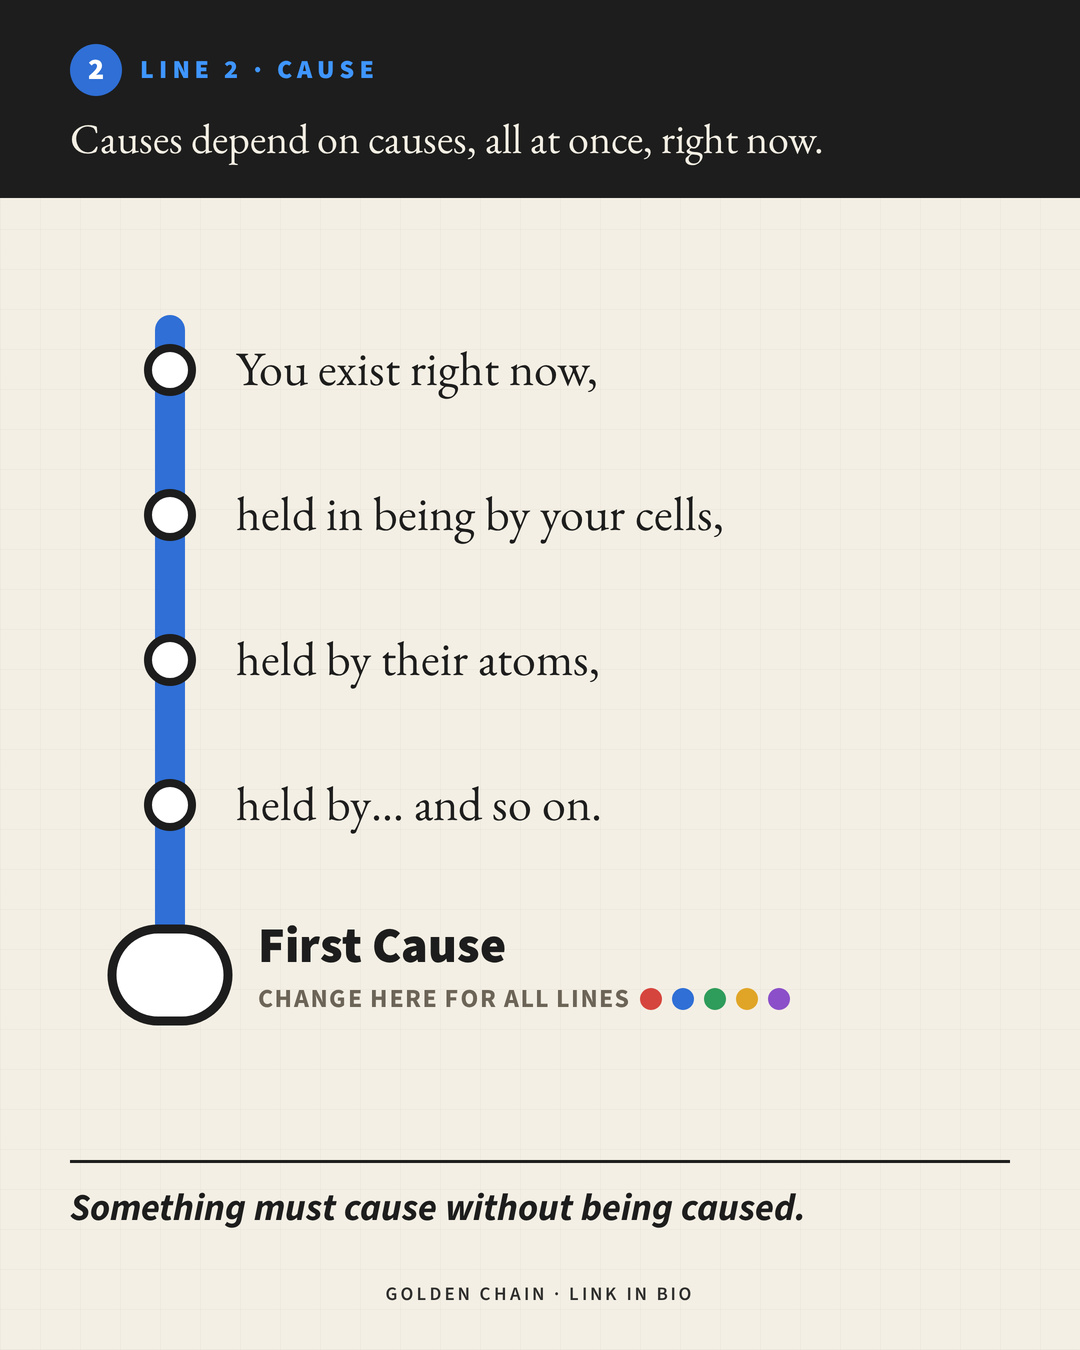 2 LINE 2 · CAUSE
Causes depend on causes, all at once, right now.
You exist right now,
held in being by your cells,
held by their atoms,
held by... and so on.
First Cause
CHANGE HERE FOR ALL LINES
Something must cause without being caused.
GOLDEN CHAIN · LINK IN BIO